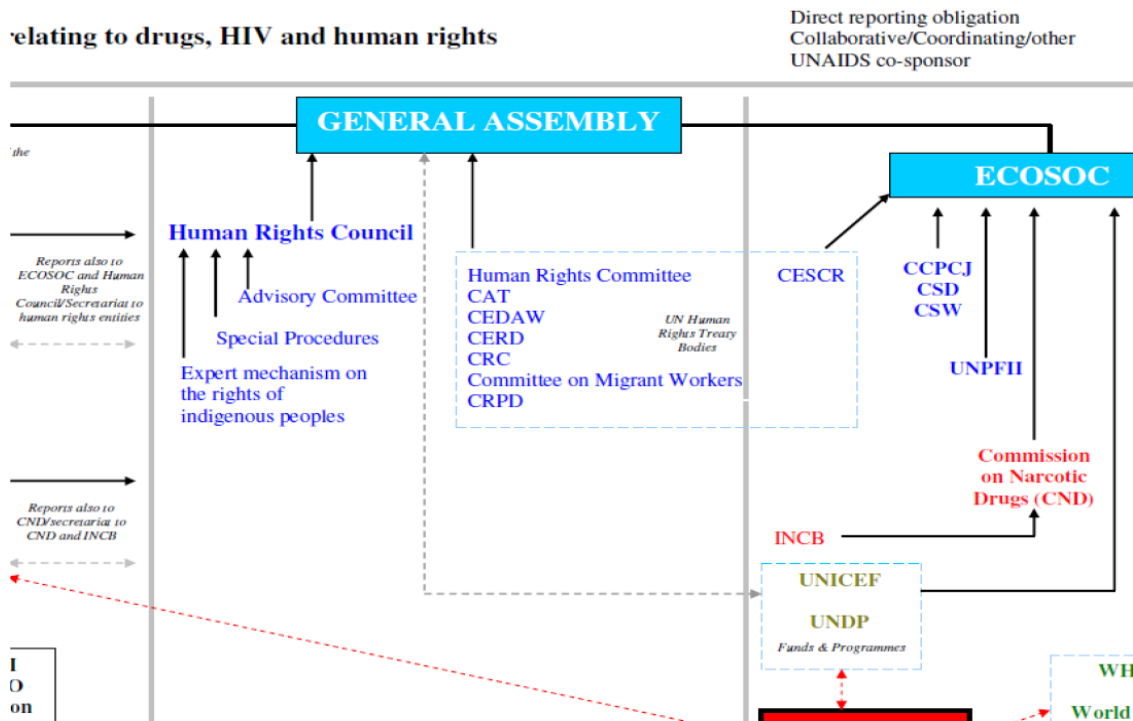 relating to drugs, HIV and human rights
Direct reporting obligation
Collaborative/Coordinating/other
UNAIDS co-sponsor
GENERAL ASSEMBLY
ECOSOC
the
Reports also to
ECOSOC and Human
Rights
Council/Secretariat to
human rights entities
Human Rights Council
Advisory Committee
Special Procedures
Expert mechanism on
the rights of
indigenous peoples
Human Rights Committee
CAT
CEDAW
CERD
CRC
Committee on Migrant Workers
CRPD
UN Human
Rights Treaty
Bodies
CESCR
CCPCJ
CSD
CSW
UNPFII
Commission
on Narcotic
Drugs (CND)
INCB
Reports also to
CND/secretariat to
CND and INCB
UNICEF
UNDP
Funds & Programmes
I
O
on
WH
World